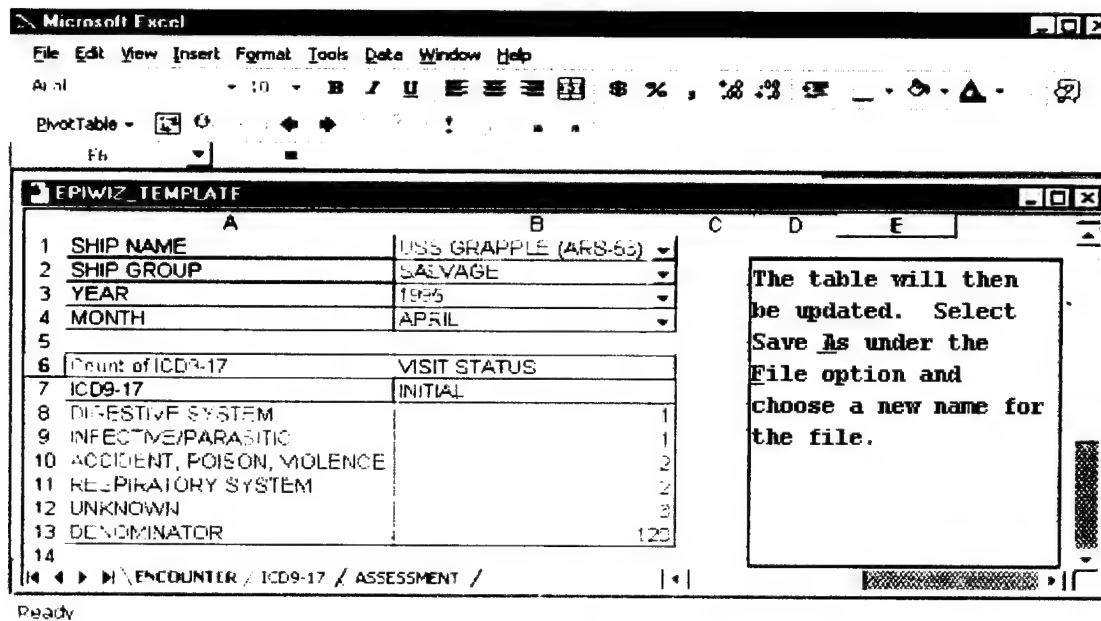 Microsoft Excel
File Edit View Insert Format Tools Data Window Help
Arial 10 B I U $ % ,
PivotTable
F6 =
EPIWIZ_TEMPLATE
A B C D E
1 SHIP NAME USS GRAPPLE (ARS-53)
2 SHIP GROUP SALVAGE
3 YEAR 1995
4 MONTH APRIL
5
6 Count of ICD9-17 VISIT STATUS
7 ICD9-17 INITIAL
8 DIGESTIVE SYSTEM 1
9 INFECTIVE/PARASITIC 1
10 ACCIDENT, POISON, VIOLENCE 2
11 RESPIRATORY SYSTEM 2
12 UNKNOWN 3
13 DENOMINATOR
14
The table will then
be updated. Select
Save As under the
File option and
choose a new name for
the file.
ENCOUNTER / ICD9-17 / ASSESSMENT /
Ready